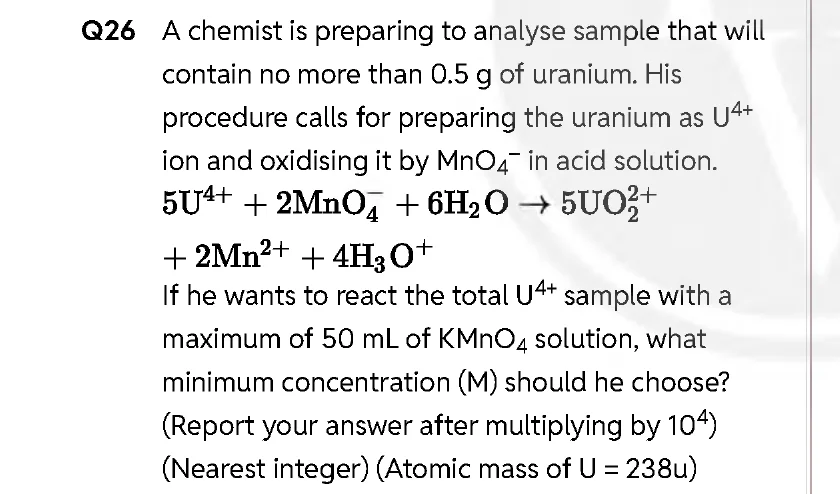 Q26 A chemist is preparing to analyse sample that will
contain no more than 0.5 g of uranium. His
procedure calls for preparing the uranium as U⁴⁺
ion and oxidising it by MnO₄⁻ in acid solution.
5U⁴⁺ + 2MnO₄⁻ + 6H₂O → 5UO₂²⁺
+ 2Mn²⁺ + 4H₃O⁺
If he wants to react the total U⁴⁺ sample with a
maximum of 50 mL of KMnO₄ solution, what
minimum concentration (M) should he choose?
(Report your answer after multiplying by 10⁴)
(Nearest integer) (Atomic mass of U = 238u)